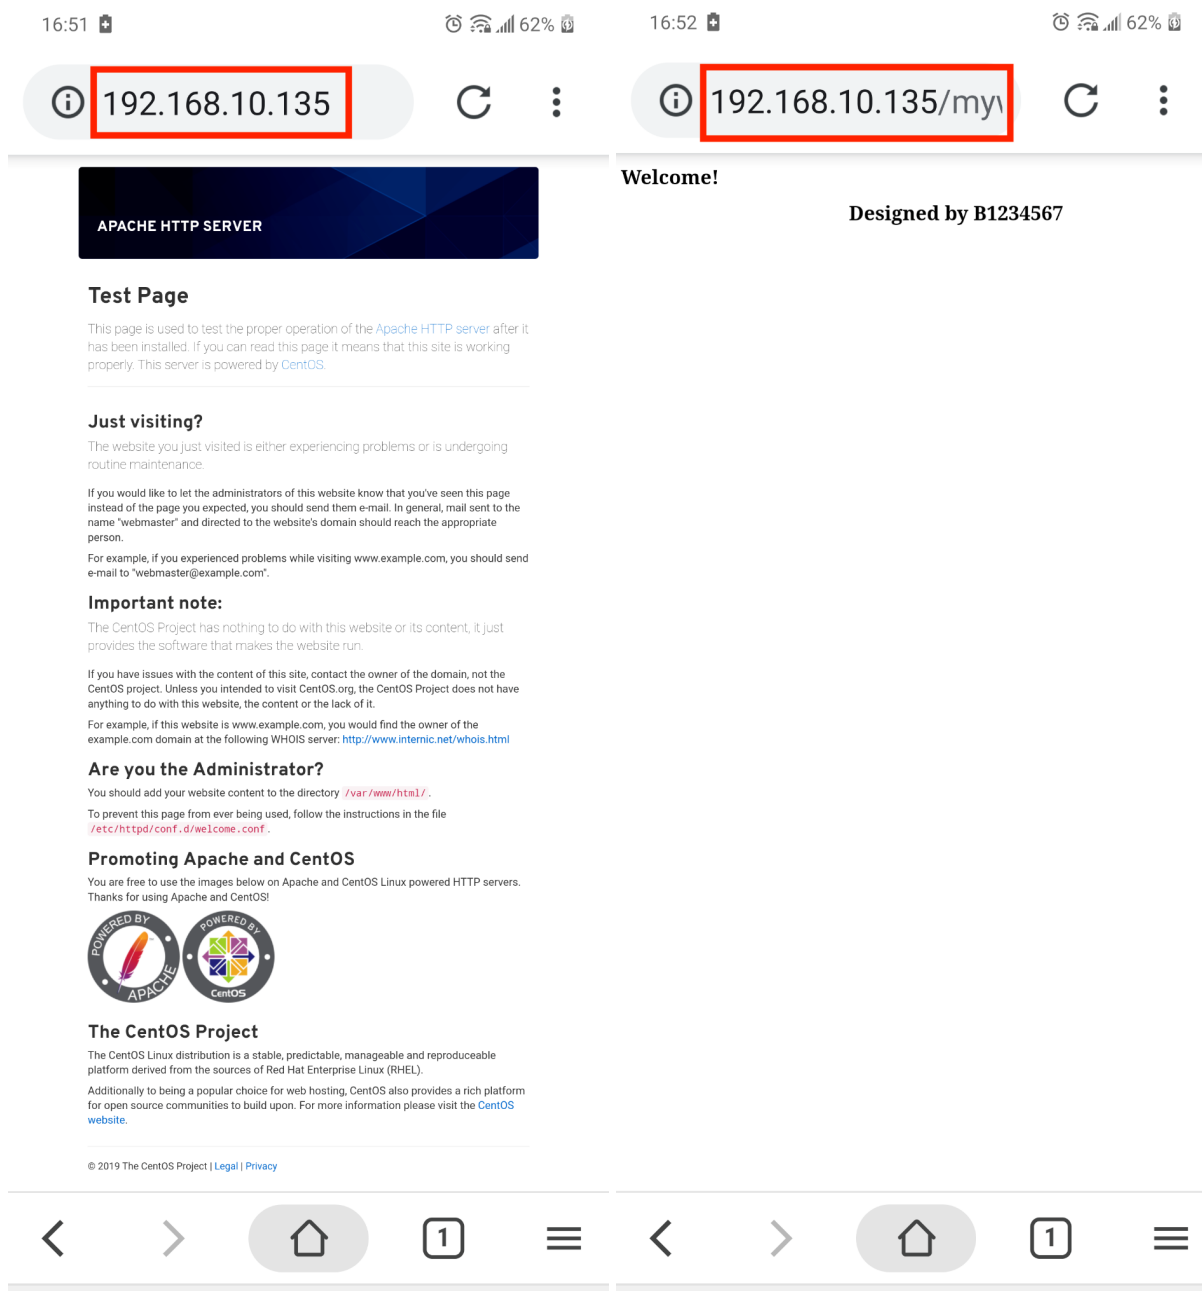 16:51 62%
192.168.10.135
APACHE HTTP SERVER
Test Page
This page is used to test the proper operation of the Apache HTTP server after it
has been installed. If you can read this page it means that this site is working
properly. This server is powered by CentOS.
Just visiting?
The website you just visited is either experiencing problems or is undergoing
routine maintenance.
If you would like to let the administrators of this website know that you've seen this page
instead of the page you expected, you should send them e-mail. In general, mail sent to the
name "webmaster" and directed to the website's domain should reach the appropriate
person.
For example, if you experienced problems while visiting www.example.com, you should send
e-mail to "webmaster@example.com".
Important note:
The CentOS Project has nothing to do with this website or its content, it just
provides the software that makes the website run.
If you have issues with the content of this site, contact the owner of the domain, not the
CentOS project. Unless you intended to visit CentOS.org, the CentOS Project does not have
anything to do with this website, the content or the lack of it.
For example, if this website is www.example.com, you would find the owner of the
example.com domain at the following WHOIS server: http://www.internic.net/whois.html
Are you the Administrator?
You should add your website content to the directory /var/www/html/.
To prevent this page from ever being used, follow the instructions in the file
/etc/httpd/conf.d/welcome.conf.
Promoting Apache and CentOS
You are free to use the images below on Apache and CentOS Linux powered HTTP servers.
Thanks for using Apache and CentOS!
POWERED BY APACHE
POWERED BY CentOS
The CentOS Project
The CentOS Linux distribution is a stable, predictable, manageable and reproduceable
platform derived from the sources of Red Hat Enterprise Linux (RHEL).
Additionally to being a popular choice for web hosting, CentOS also provides a rich platform
for open source communities to build upon. For more information please visit the CentOS
website.
© 2019 The CentOS Project | Legal | Privacy
1
16:52 62%
192.168.10.135/my
Welcome!
Designed by B1234567
1